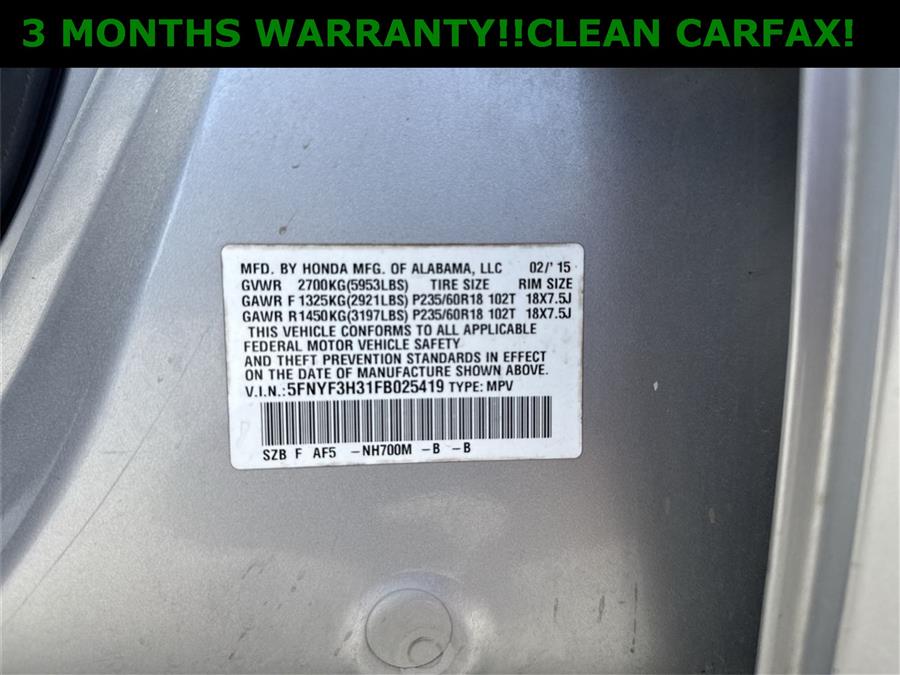 3 MONTHS WARRANTY!!CLEAN CARFAX!
MFD. BY HONDA MFG. OF ALABAMA, LLC 02/'15
GVWR 2700KG(5953LBS) TIRE SIZE RIM SIZE
GAWR F1325KG(2921LBS) P235/60R18 102T 18X7.5J
GAWR R1450KG(3197LBS) P235/60R18 102T 18X7.5J
THIS VEHICLE CONFORMS TO ALL APPLICABLE
FEDERAL MOTOR VEHICLE SAFETY
AND THEFT PREVENTION STANDARDS IN EFFECT
ON THE DATE OF MANUFACTURE SHOWN ABOVE.
V.I.N.:5FNYF3H31FB025419 TYPE: MPV
SZB F AF5 -NH700M -B -B